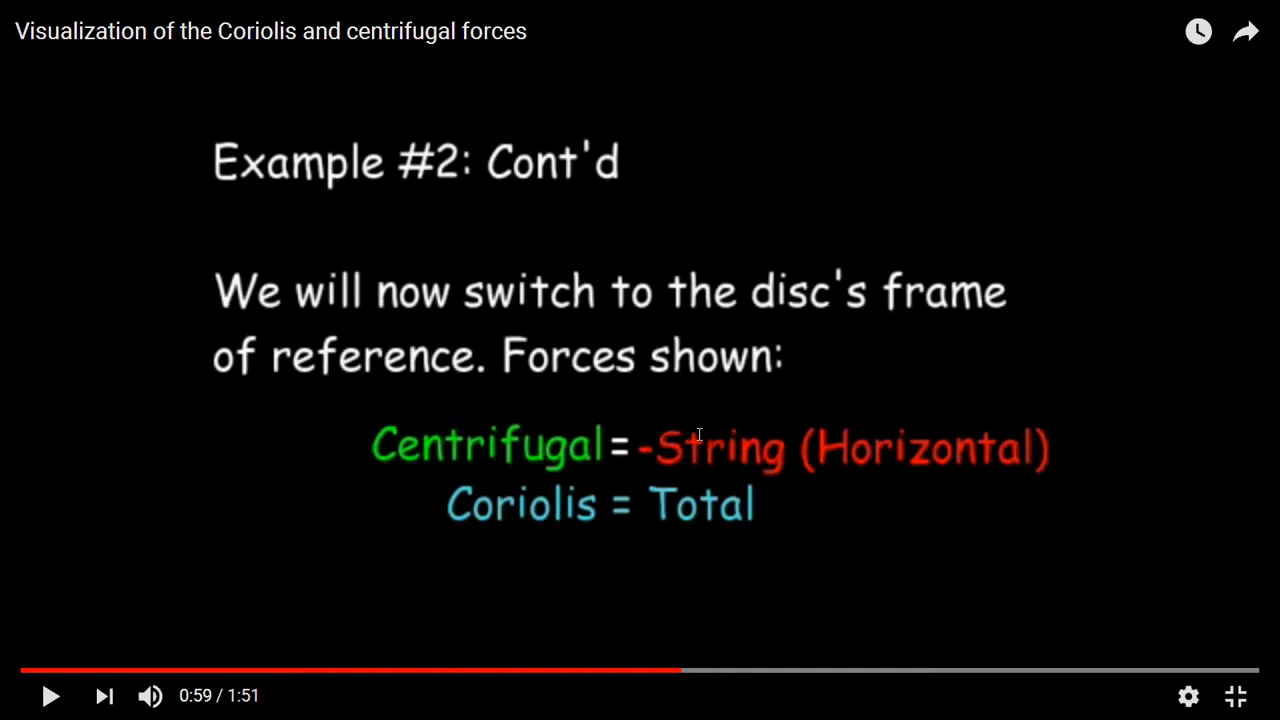 Visualization of the Coriolis and centrifugal forces
Example #2: Cont'd
We will now switch to the disc's frame
of reference. Forces shown:
Centrifugal = -String (Horizontal)
Coriolis = Total
0:59 / 1:51